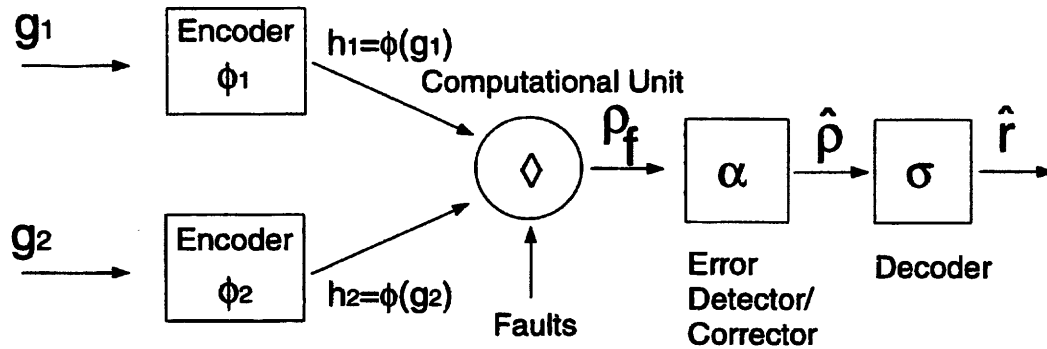 g1
Encoder
ϕ1
h1=ϕ(g1)
Computational Unit
◊
ρf
α
ρ̂
σ
r̂
g2
Encoder
ϕ2
h2=ϕ(g2)
Faults
Error
Detector/
Corrector
Decoder